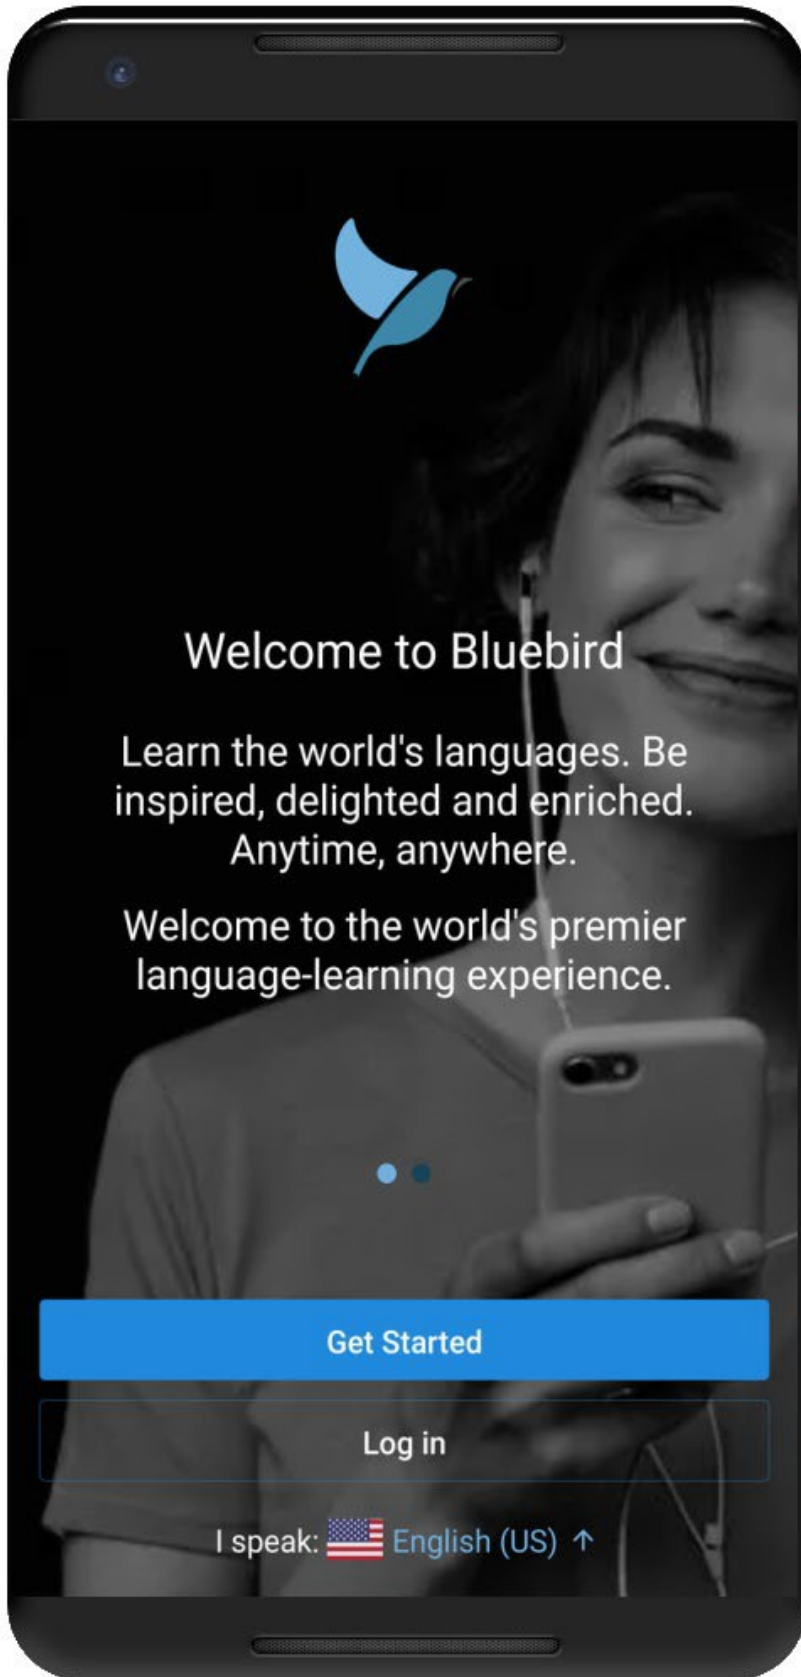 Welcome to Bluebird
Learn the world's languages. Be
inspired, delighted and enriched.
Anytime, anywhere.
Welcome to the world's premier
language-learning experience.
Get Started
Log in
I speak: English (US) ↑